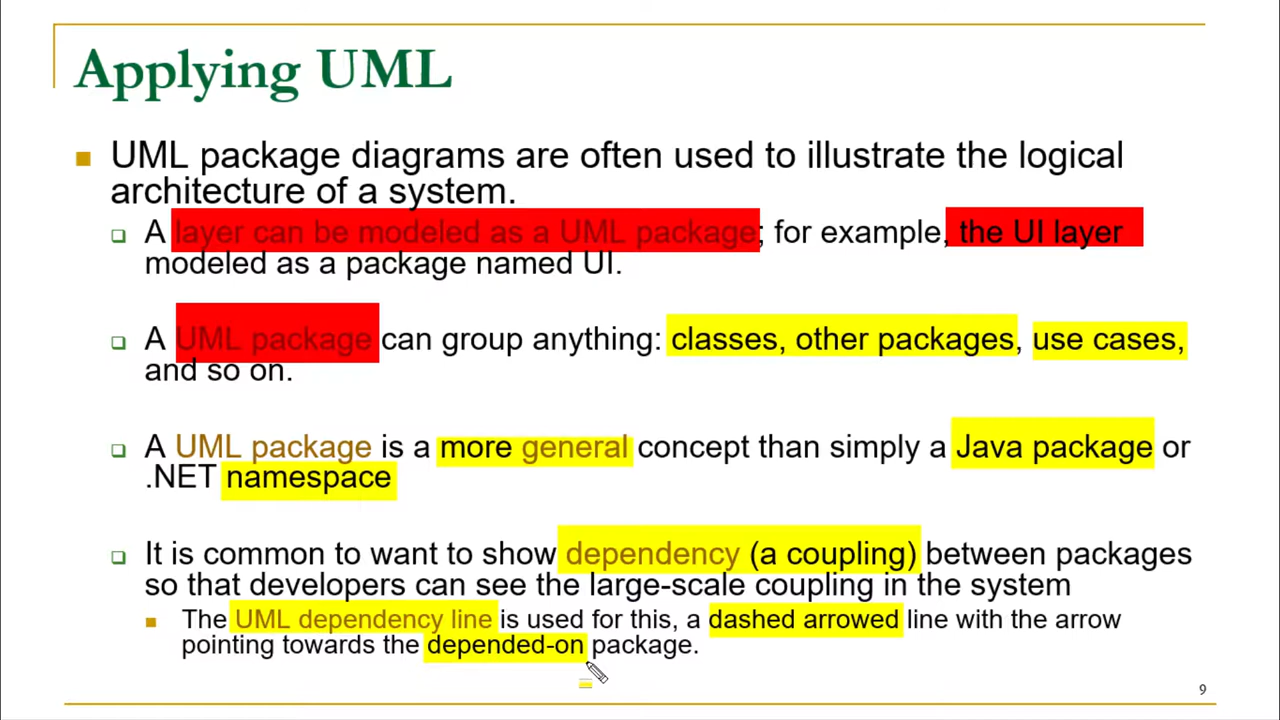 Applying UML
UML package diagrams are often used to illustrate the logical
architecture of a system.
A layer can be modeled as a UML package; for example, the UI layer
modeled as a package named UI.
A UML package can group anything: classes, other packages, use cases,
and so on.
A UML package is a more general concept than simply a Java package or
.NET namespace
It is common to want to show dependency (a coupling) between packages
so that developers can see the large-scale coupling in the system
The UML dependency line is used for this, a dashed arrowed line with the arrow
pointing towards the depended-on package.
9